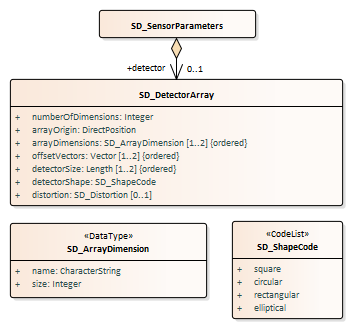 SD_SensorParameters
+detector 0..1
SD_DetectorArray
+ numberOfDimensions: Integer
+ arrayOrigin: DirectPosition
+ arrayDimensions: SD_ArrayDimension [1..2] {ordered}
+ offsetVectors: Vector [1..2] {ordered}
+ detectorSize: Length [1..2] {ordered}
+ detectorShape: SD_ShapeCode
+ distortion: SD_Distortion [0..1]
«DataType»
SD_ArrayDimension
+ name: CharacterString
+ size: Integer
«CodeList»
SD_ShapeCode
+ square
+ circular
+ rectangular
+ elliptical